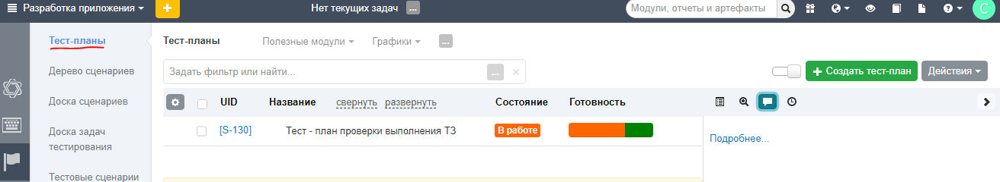 Разработка приложения
Нет текущих задач ...
Модули, отчеты и артефакты
C
Тест-планы
Дерево сценариев
Доска сценариев
Доска задач
тестирования
Тестовые сценарии
Тест-планы Полезные модули Графики ...
Задать фильтр или найти... ... ×
+ Создать тест-план Действия
UID Название свернуть развернуть Состояние Готовность
[S-130] Тест - план проверки выполнения ТЗ В работе
Подробнее...